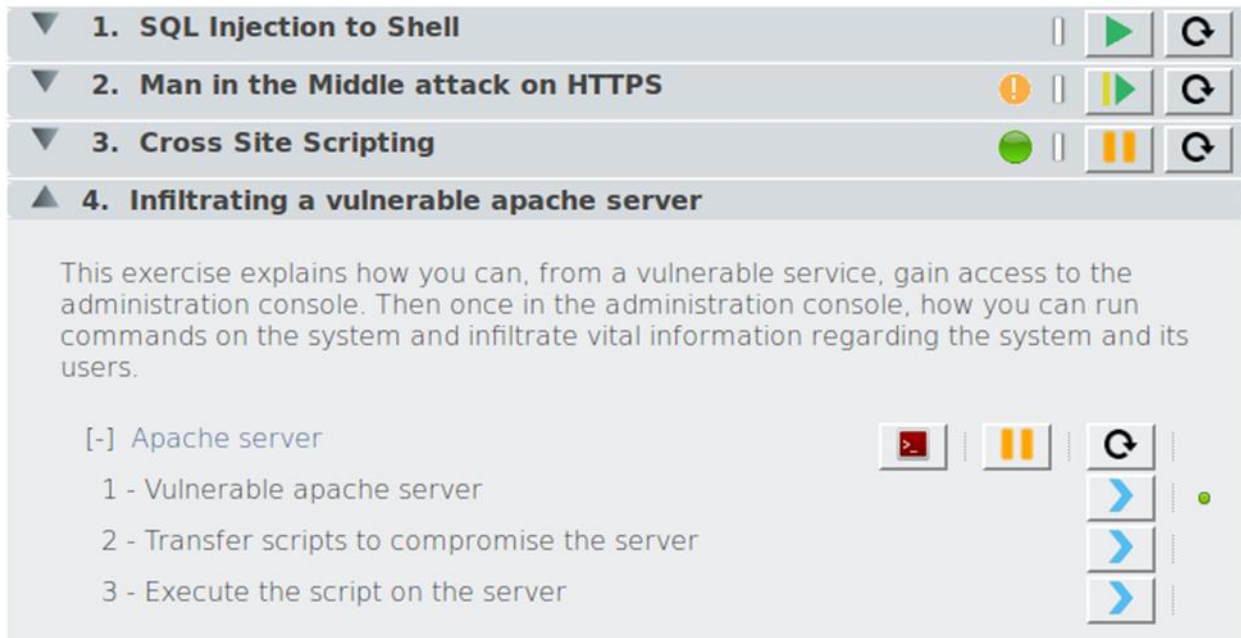 1. SQL Injection to Shell
2. Man in the Middle attack on HTTPS
3. Cross Site Scripting
4. Infiltrating a vulnerable apache server
This exercise explains how you can, from a vulnerable service, gain access to the
administration console. Then once in the administration console, how you can run
commands on the system and infiltrate vital information regarding the system and its
users.
[-] Apache server
1 - Vulnerable apache server
2 - Transfer scripts to compromise the server
3 - Execute the script on the server